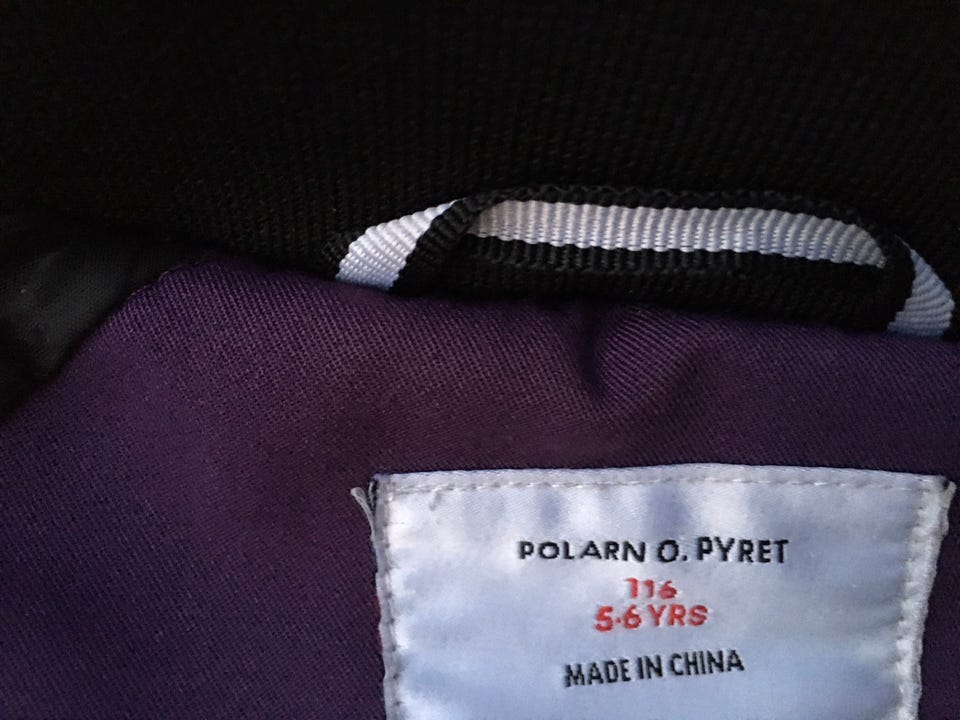 POLARN O. PYRET
116
5-6 YRS
MADE IN CHINA